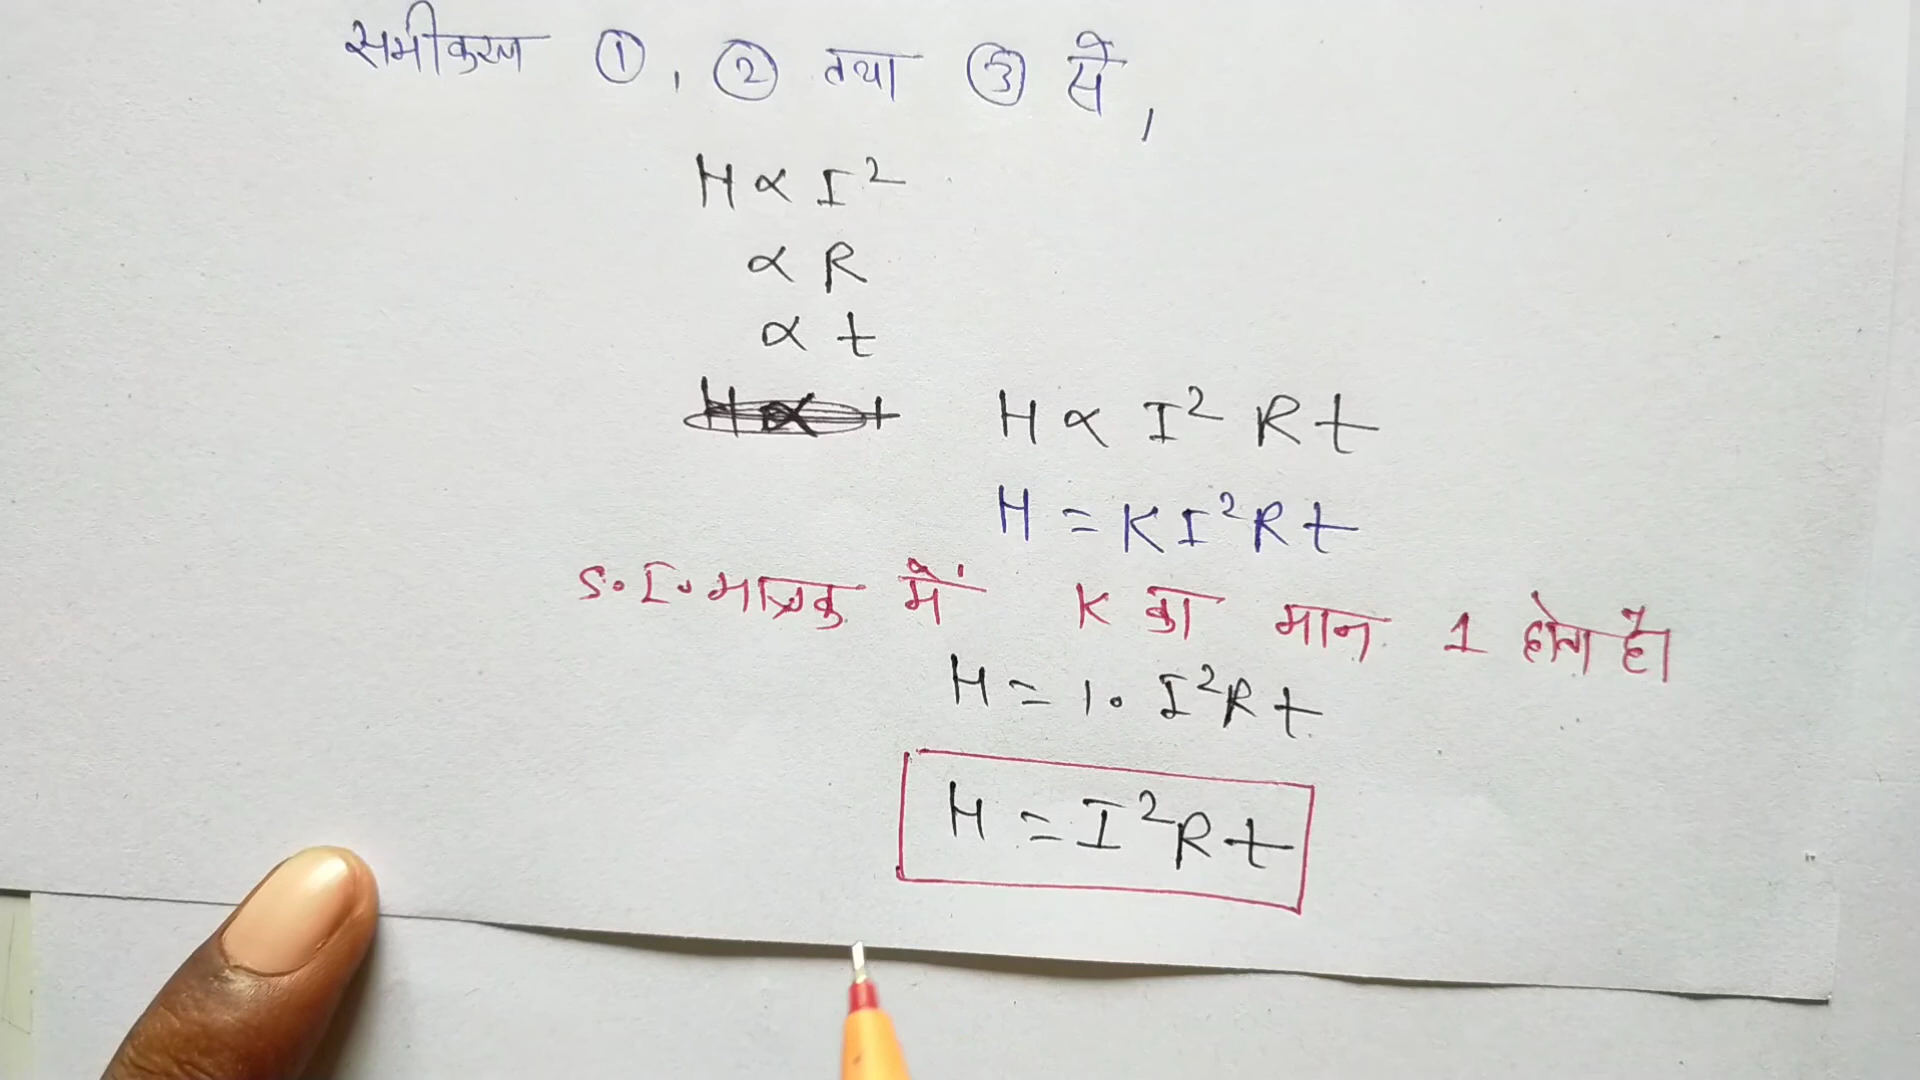 समीकरण ①, ② तथा ③ से,
H ∝ I²
∝ R
∝ t
H ∝ t
H ∝ I² R t
H = K I² R t
S.I. मात्रक में K का मान 1 होता है।
H = 1. I² R t
H = I² R t